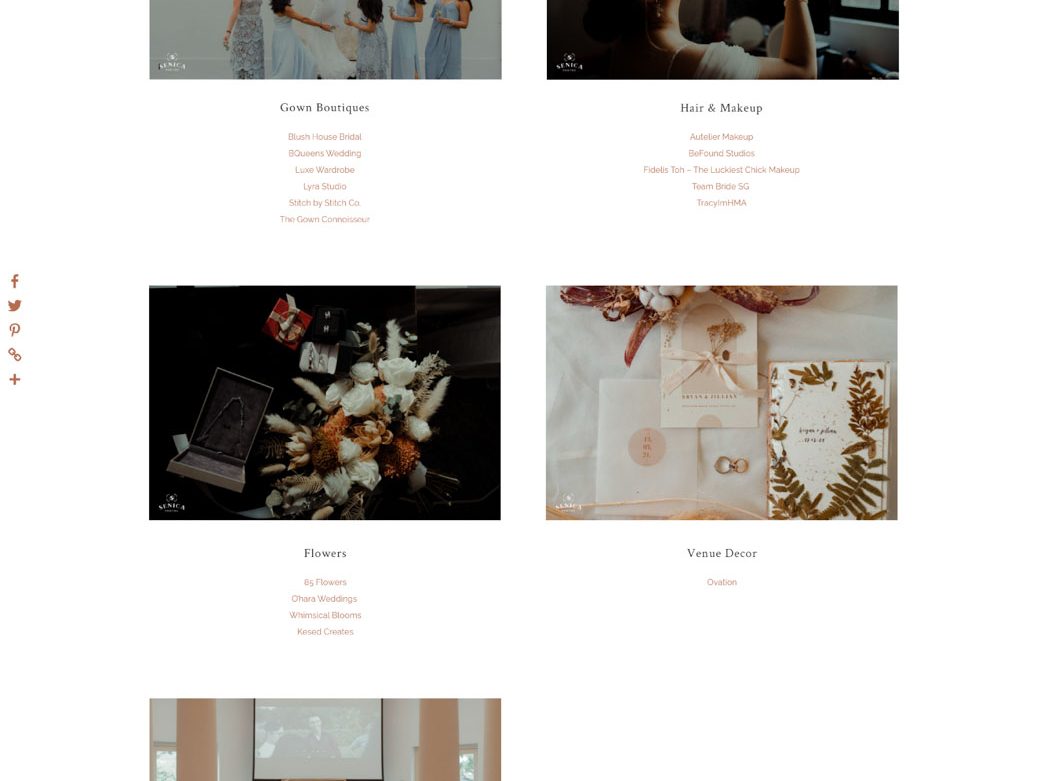 SENICA
SENICA
Gown Boutiques
Blush House Bridal
BQueens Wedding
Luxe Wardrobe
Lyra Studio
Stitch by Stitch Co.
The Gown Connoisseur
Hair & Makeup
Autelier Makeup
BeFound Studios
Fidelis Toh – The Luckiest Chick Makeup
Team Bride SG
TracyImHMA
SENICA
BRYAN & JILLIAN
SENICA
Flowers
85 Flowers
O'hara Weddings
Whimsical Blooms
Kesed Creates
Venue Decor
Ovation